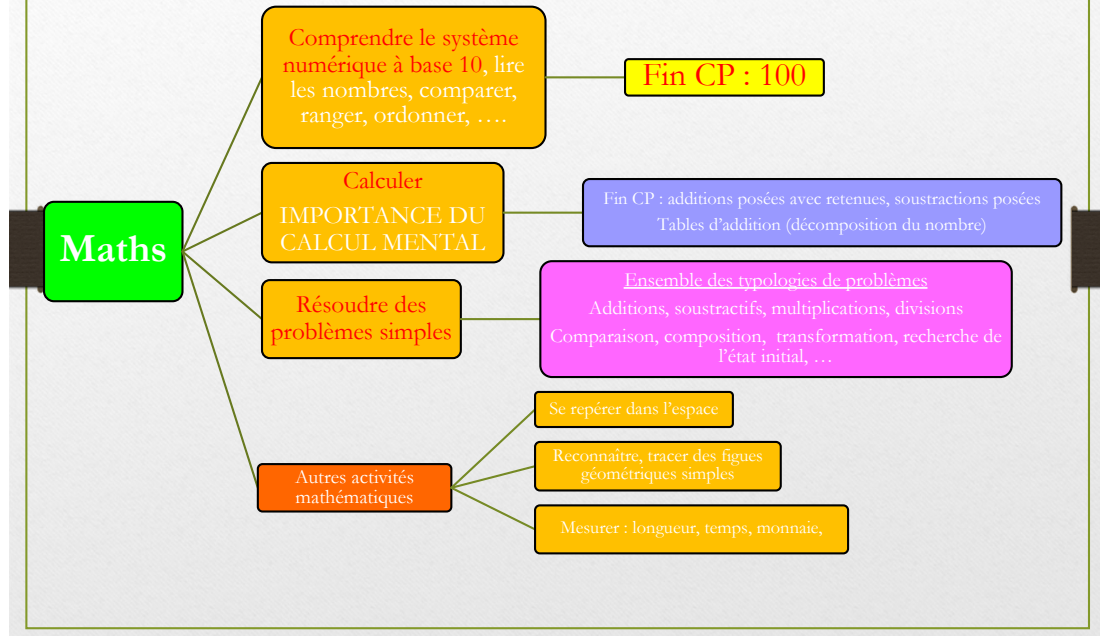 Maths
Comprendre le système
numérique à base 10, lire
les nombres, comparer,
ranger, ordonner, ….
Fin CP : 100
Calculer
IMPORTANCE DU
CALCUL MENTAL
Fin CP : additions posées avec retenues, soustractions posées
Tables d’addition (décomposition du nombre)
Résoudre des
problèmes simples
Ensemble des typologies de problèmes
Additions, soustractifs, multiplications, divisions
Comparaison, composition, transformation, recherche de
l’état initial, …
Autres activités
mathématiques
Se repérer dans l’espace
Reconnaître, tracer des figues
géométriques simples
Mesurer : longueur, temps, monnaie,